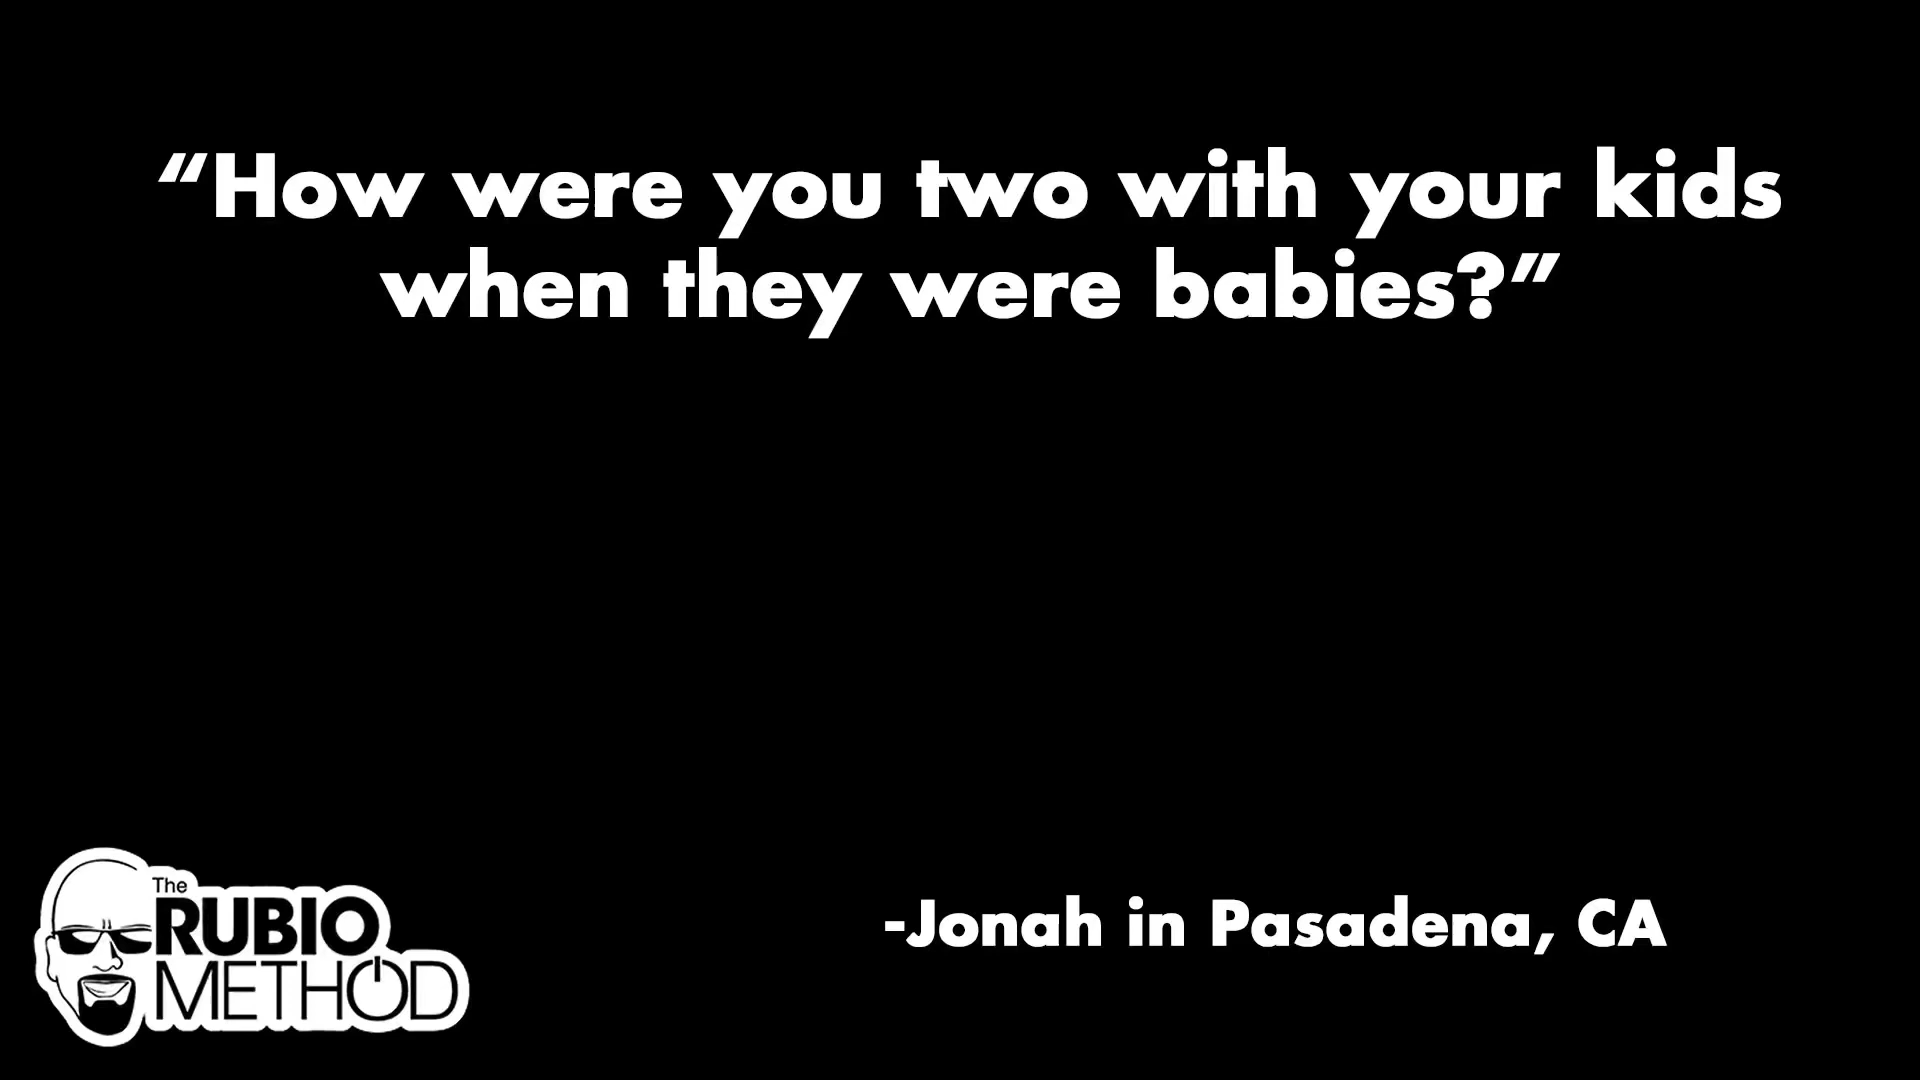 “How were you two with your kids
when they were babies?”
The
RUBIO
METHOD
-Jonah in Pasadena, CA